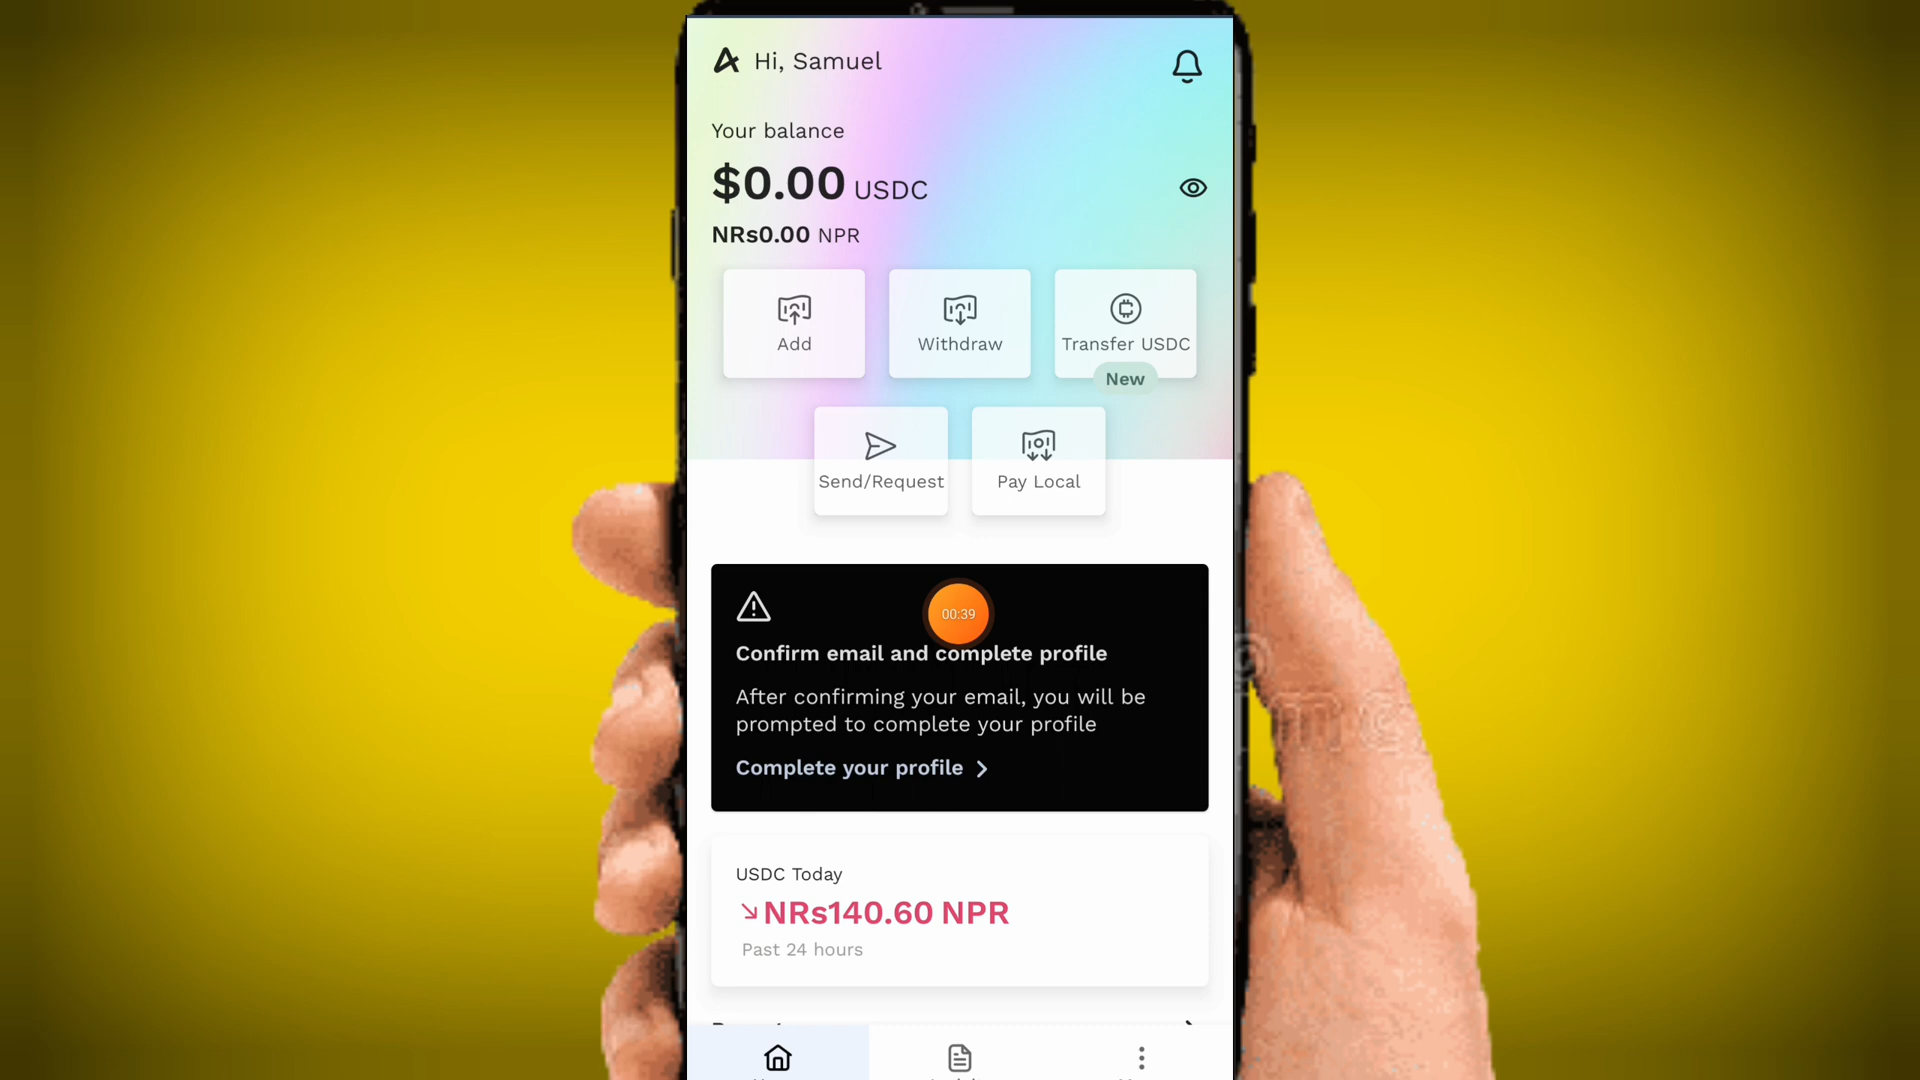 Hi, Samuel
Your balance
$0.00 USDC
NRs0.00 NPR
Add
Withdraw
Transfer USDC
New
Send/Request
Pay Local
00:39
Confirm email and complete profile
After confirming your email, you will be
prompted to complete your profile
Complete your profile
USDC Today
NRs140.60 NPR
Past 24 hours